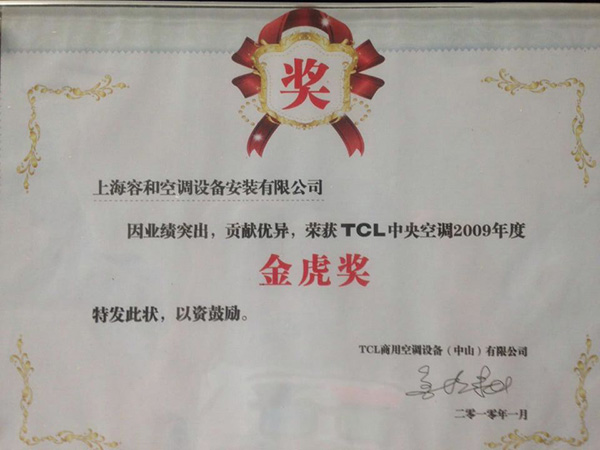 奖
上海容和空调设备安装有限公司
因业绩突出，贡献优异，荣获TCL中央空调2009年度
金虎奖
特发此状，以资鼓励。
TCL商用空调设备（中山）有限公司
二零一零年一月